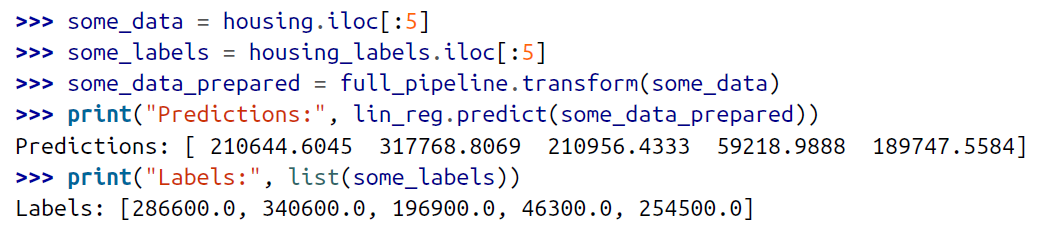 >>> some_data = housing.iloc[:5]
>>> some_labels = housing_labels.iloc[:5]
>>> some_data_prepared = full_pipeline.transform(some_data)
>>> print("Predictions:", lin_reg.predict(some_data_prepared))
Predictions: [ 210644.6045  317768.8069  210956.4333  59218.9888  189747.5584]
>>> print("Labels:", list(some_labels))
Labels: [286600.0, 340600.0, 196900.0, 46300.0, 254500.0]